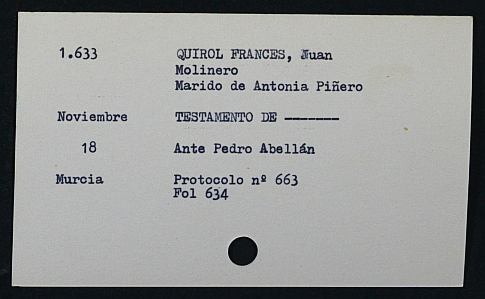 1.633 QUIROL FRANCES, Juan
Molinero
Marido de Antonia Piñero
Noviembre TESTAMENTO DE -------
18 Ante Pedro Abellán
Murcia Protocolo nº 663
Fol 634